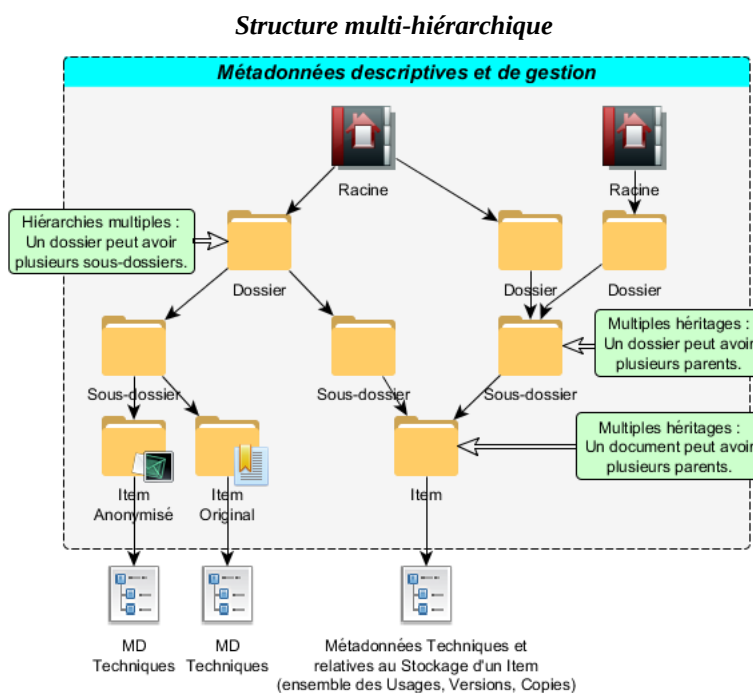 Structure multi-hiérarchique
Métadonnées descriptives et de gestion
Racine
Racine
Hiérarchies multiples :
Un dossier peut avoir
plusieurs sous-dossiers.
Dossier
Dossier
Dossier
Multiples héritages :
Un dossier peut avoir
plusieurs parents.
Sous-dossier
Sous-dossier
Sous-dossier
Multiples héritages :
Un document peut avoir
plusieurs parents.
Item
Anonymisé
Item
Original
Item
MD
Techniques
MD
Techniques
Métadonnées Techniques et
relatives au Stockage d'un Item
(ensemble des Usages, Versions, Copies)